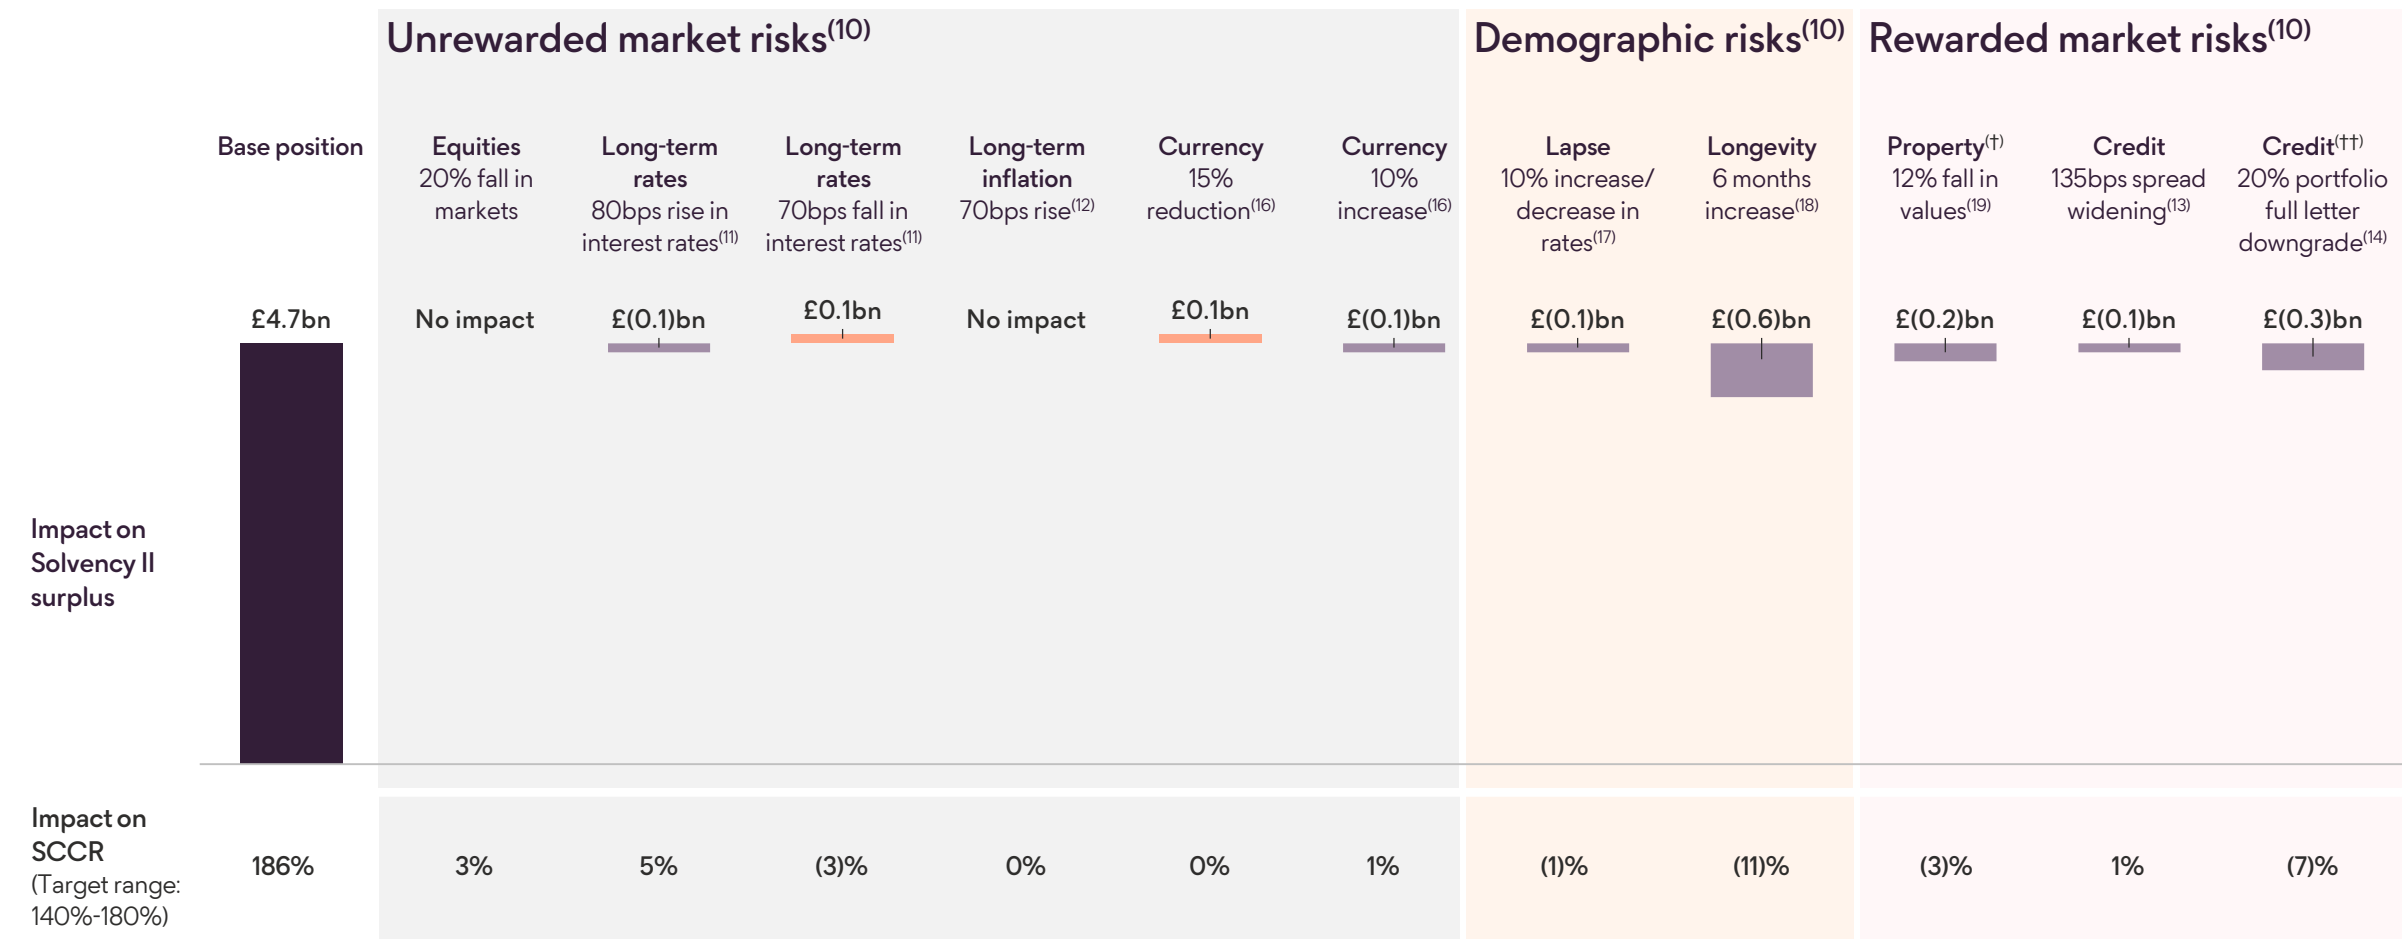 Unrewarded market risks(10)
Demographic risks(10)
Rewarded market risks(10)
Base position
Equities
20% fall in
markets
Long-term
rates
80bps rise in
interest rates(11)
Long-term
rates
70bps fall in
interest rates(11)
Long-term
inflation
70bps rise(12)
Currency
15%
reduction(16)
Currency
10%
increase(16)
Lapse
10% increase/
decrease in
rates(17)
Longevity
6 months
increase(18)
Property(†)
12% fall in
values(19)
Credit
135bps spread
widening(13)
Credit(††)
20% portfolio
full letter
downgrade(14)
Impact on
Solvency II
surplus
£4.7bn
No impact
£(0.1)bn
£0.1bn
No impact
£0.1bn
£(0.1)bn
£(0.1)bn
£(0.6)bn
£(0.2)bn
£(0.1)bn
£(0.3)bn
Impact on
SCCR
(Target range:
140%-180%)
186%
3%
5%
(3)%
0%
0%
1%
(1)%
(11)%
(3)%
1%
(7)%